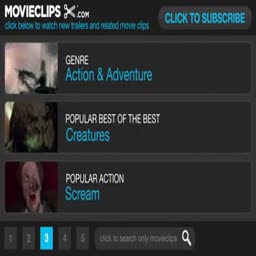 MOVIECLIPS .COM
click below to watch new trailers and related movie clips
CLICK TO SUBSCRIBE
GENRE
Action & Adventure
POPULAR BEST OF THE BEST
Creatures
POPULAR ACTION
Scream
1 2 3 4 5 click to search only movieclips